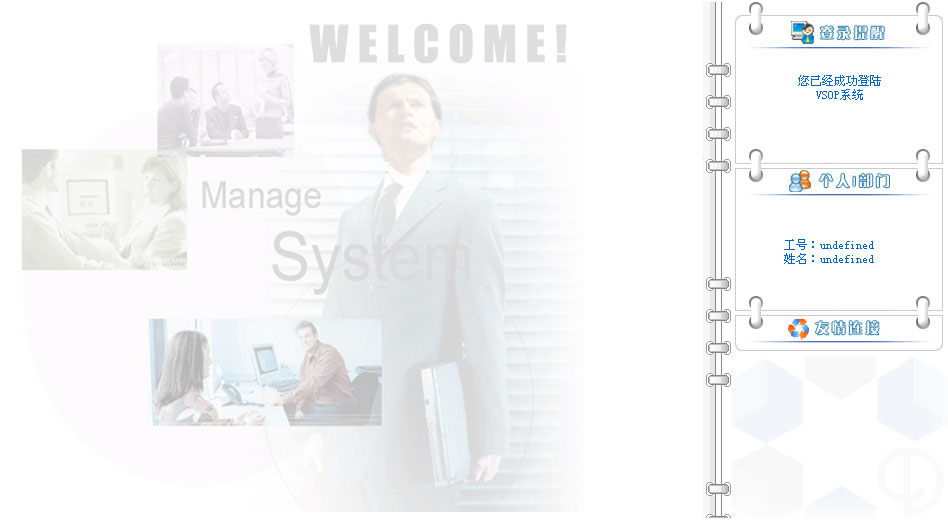 WELCOME!
Manage
System
登录提醒
您已经成功登陆
VSOP系统
个人|部门
工号：undefined
姓名：undefined
友情连接